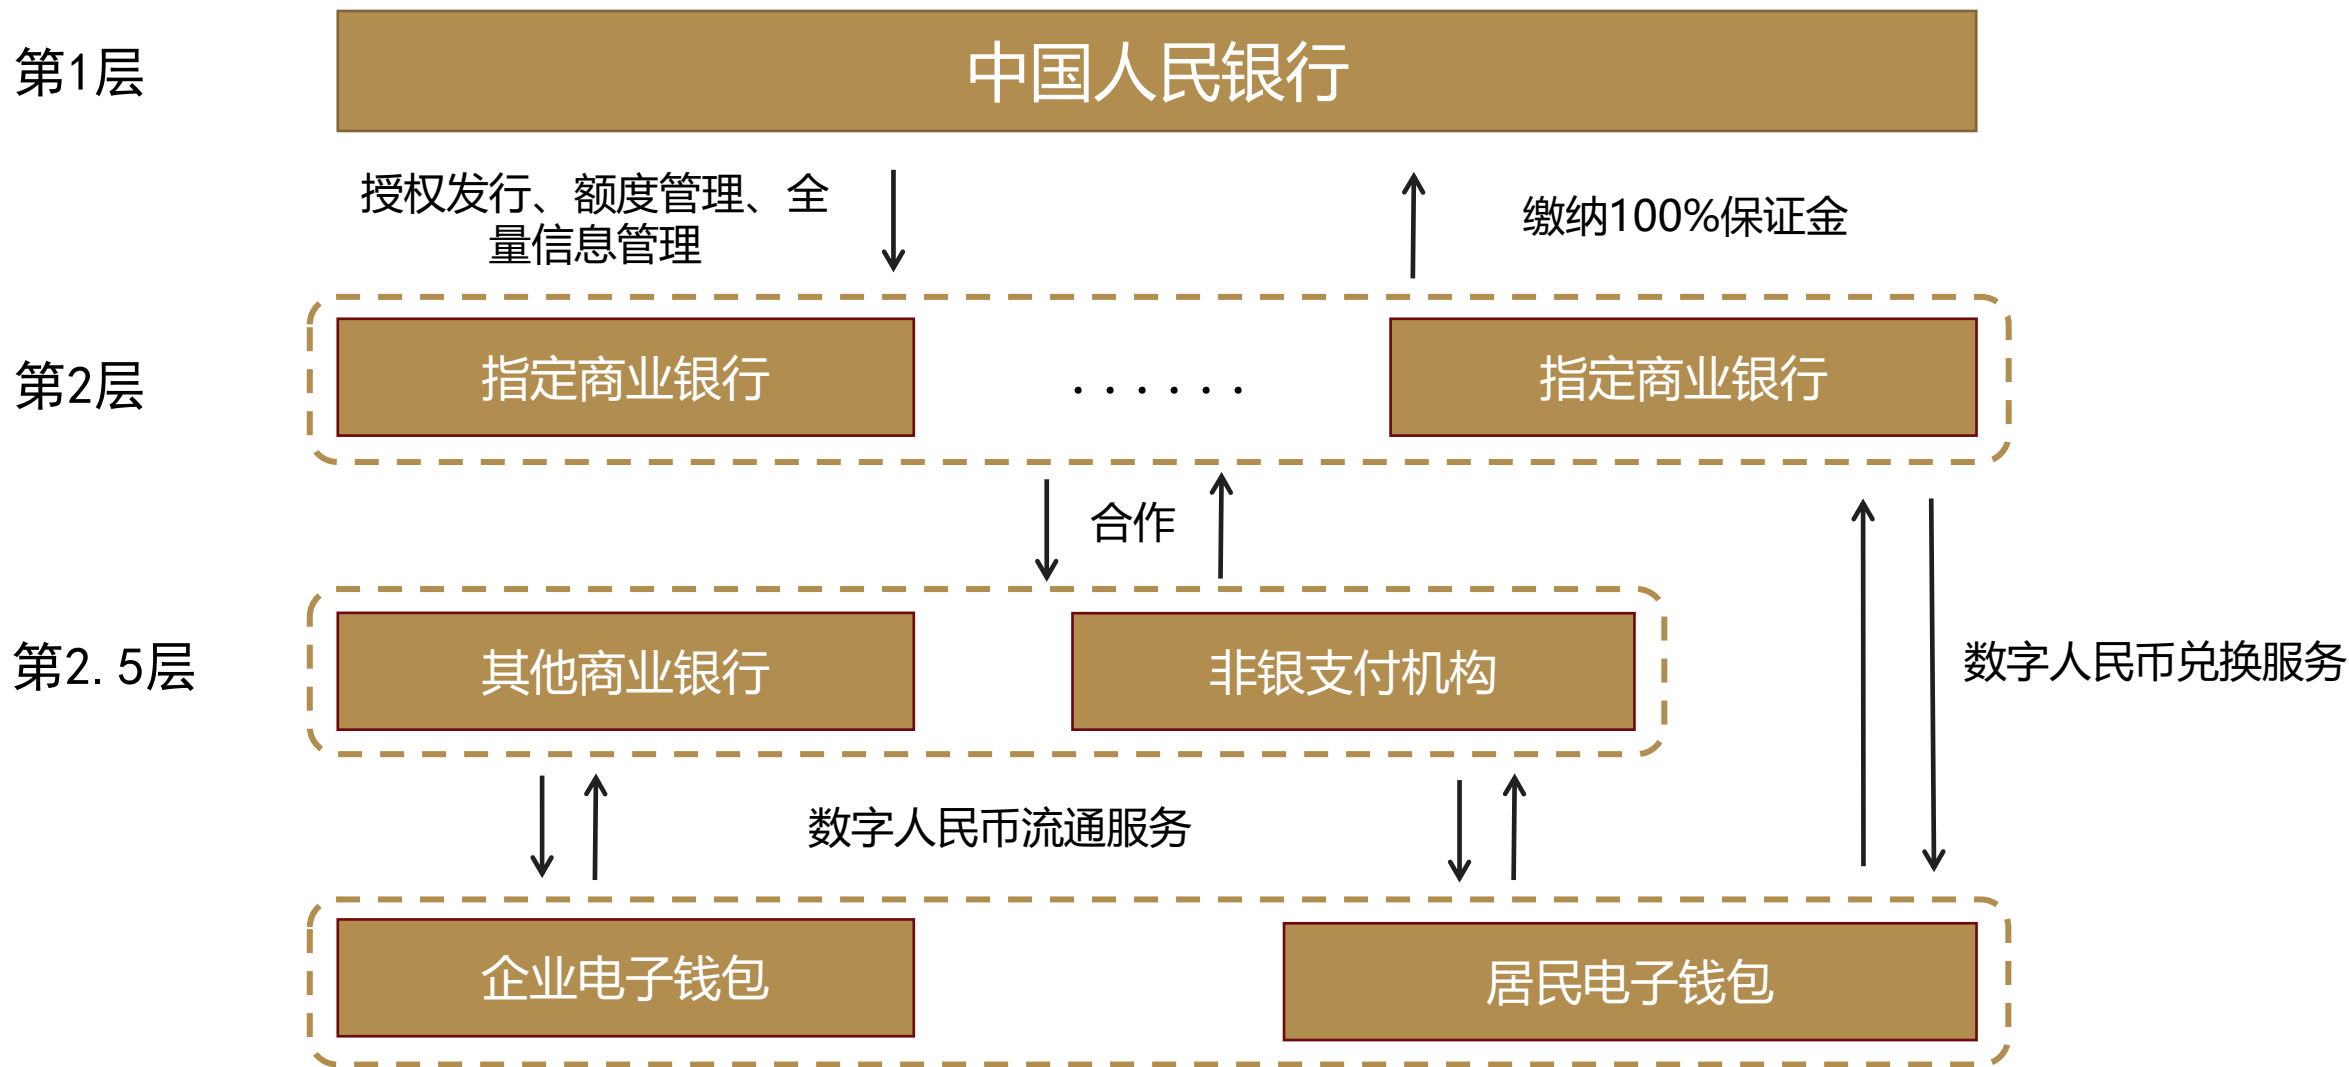 第1层
中国人民银行
授权发行、额度管理、全
量信息管理
缴纳100%保证金
第2层
指定商业银行
......
指定商业银行
合作
第2.5层
其他商业银行
非银支付机构
数字人民币兑换服务
数字人民币流通服务
企业电子钱包
居民电子钱包